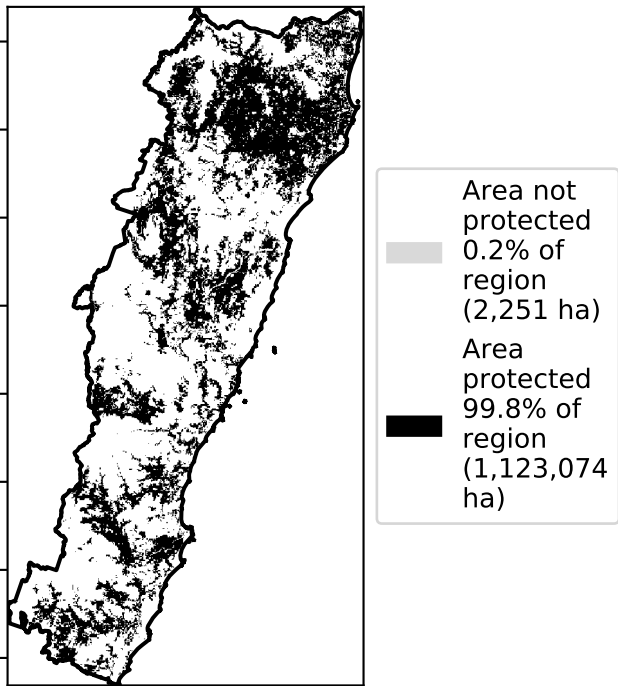 Area not
protected
0.2% of
region
(2,251 ha)
Area
protected
99.8% of
region
(1,123,074
ha)